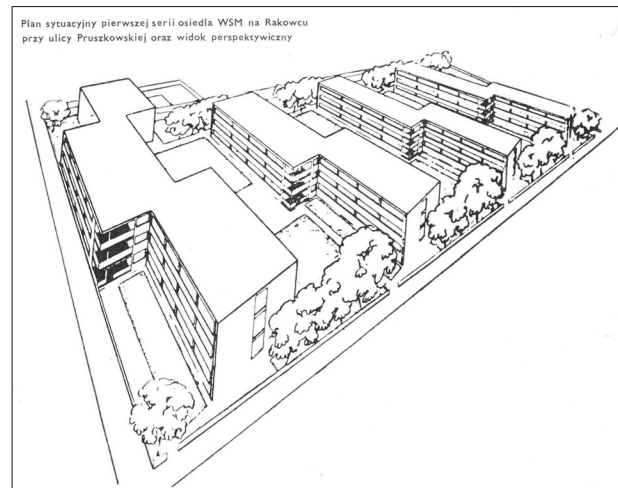 Plan sytuacyjny pierwszej serii osiedla WSM na Rakowcu
przy ulicy Pruszkowskiej oraz widok perspektywiczny